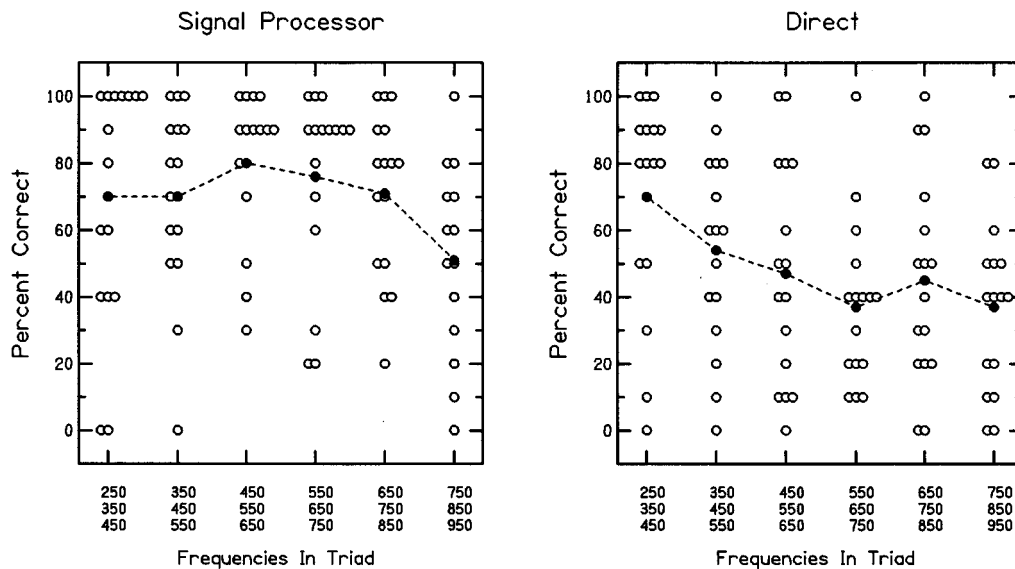 Signal Processor
Percent Correct
100
80
60
40
20
0
250 350 450 550 650 750
350 450 550 650 750 850
450 550 650 750 850 950
Frequencies In Triad
Direct
Percent Correct
100
80
60
40
20
0
250 350 450 550 650 750
350 450 550 650 750 850
450 550 650 750 850 950
Frequencies In Triad